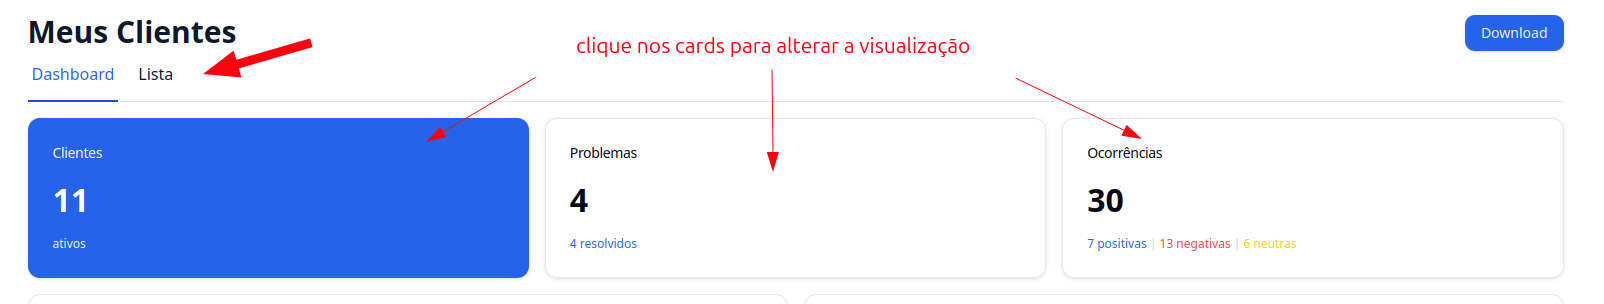 Meus Clientes
clique nos cards para alterar a visualização
Download
Dashboard
Lista
Clientes
11
ativos
Problemas
4
4 resolvidos
Ocorrências
30
7 positivas | 13 negativas | 6 neutras